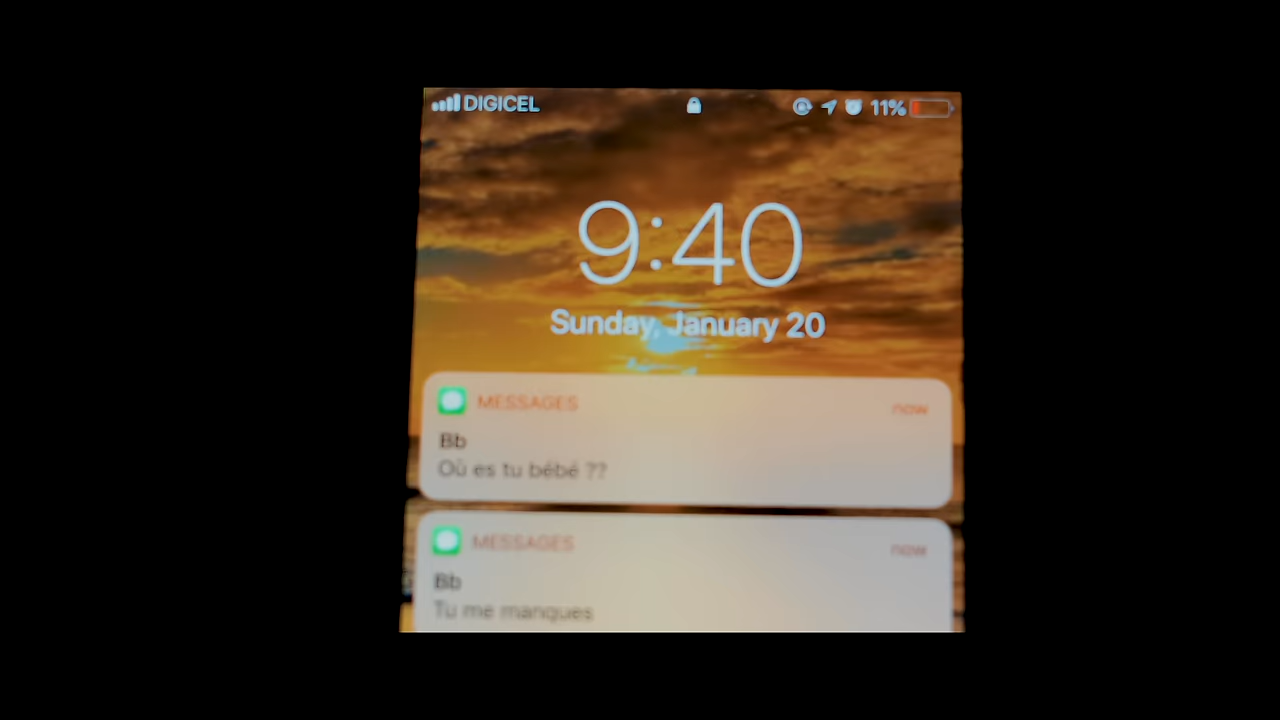 DIGICEL 11%
9:40
Sunday, January 20
MESSAGES now
Bb
Où es tu bébé ??
MESSAGES now
Bb
Tu me manques